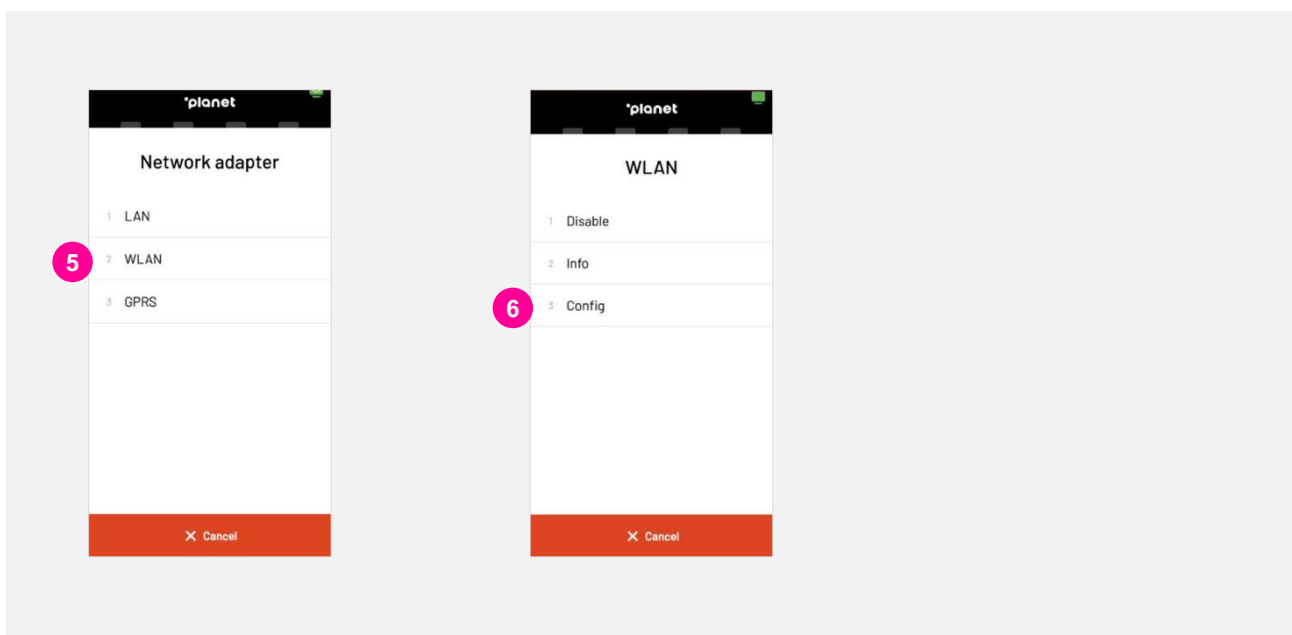 planet
Network adapter
1 LAN
5
2 WLAN
3 GPRS
Cancel
planet
WLAN
1 Disable
2 Info
6
3 Config
Cancel